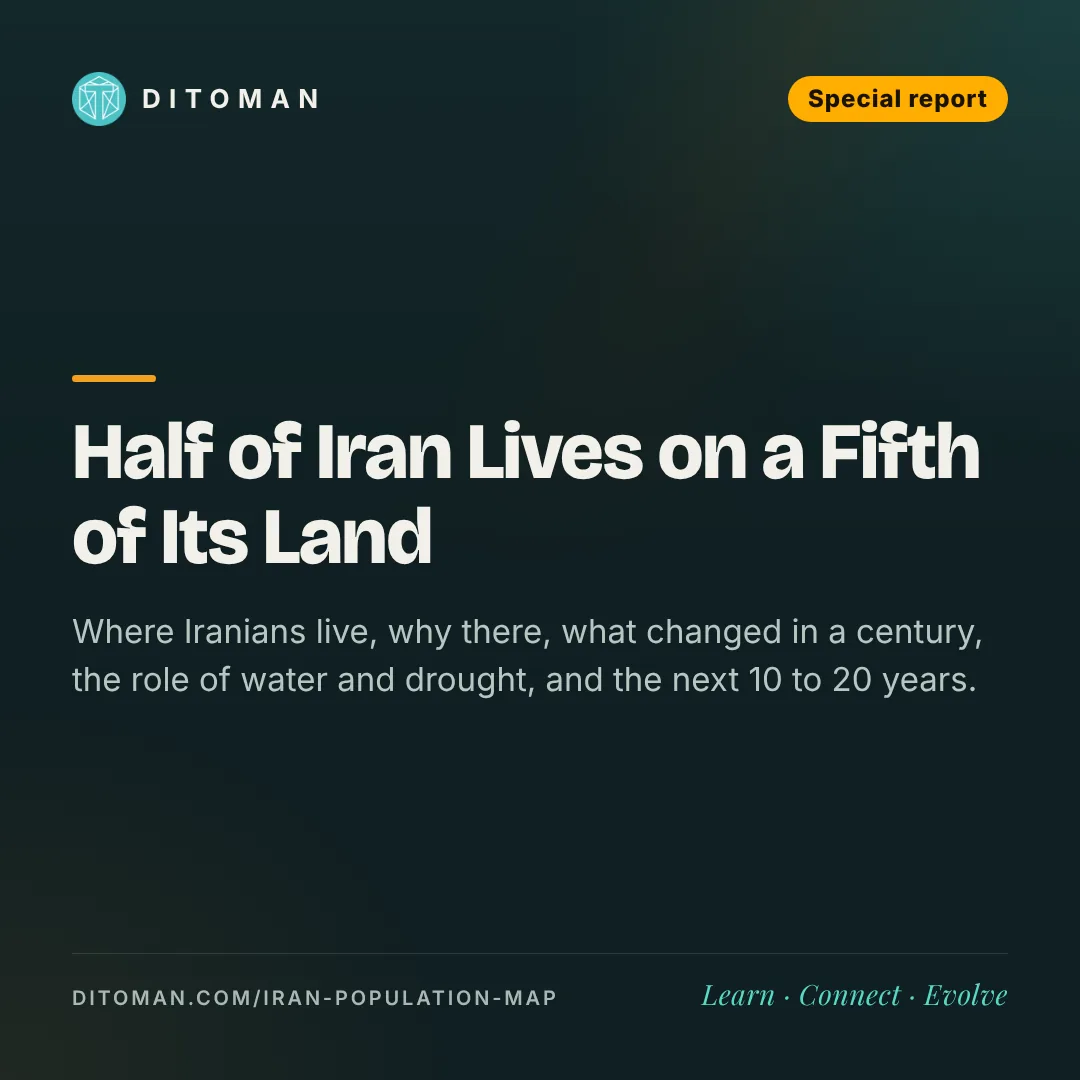 DITOMAN
Special report
Half of Iran Lives on a Fifth
of Its Land
Where Iranians live, why there, what changed in a century,
the role of water and drought, and the next 10 to 20 years.
DITOMAN.COM/IRAN-POPULATION-MAP
Learn · Connect · Evolve